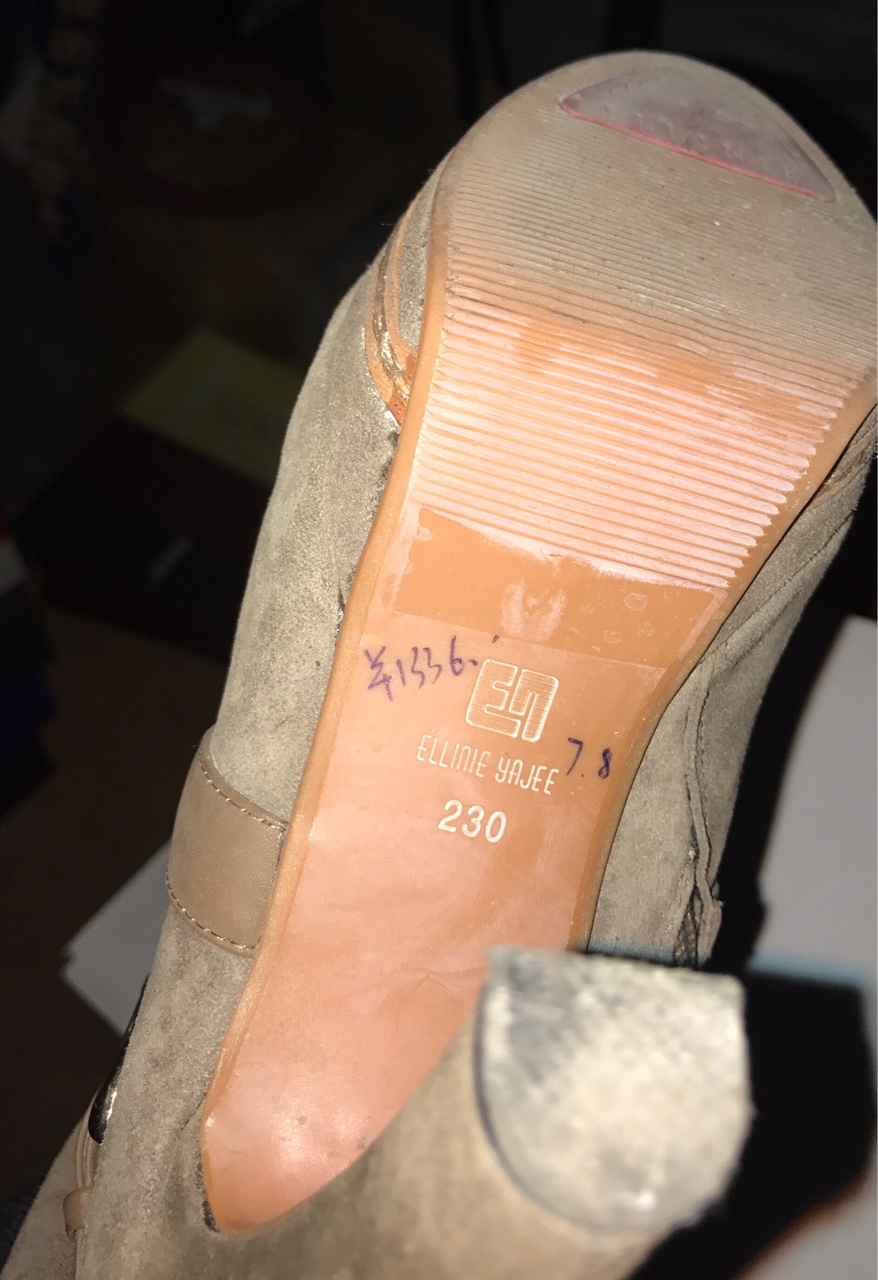 ¥1336.
ELLINIE YAJEE
7.8
230